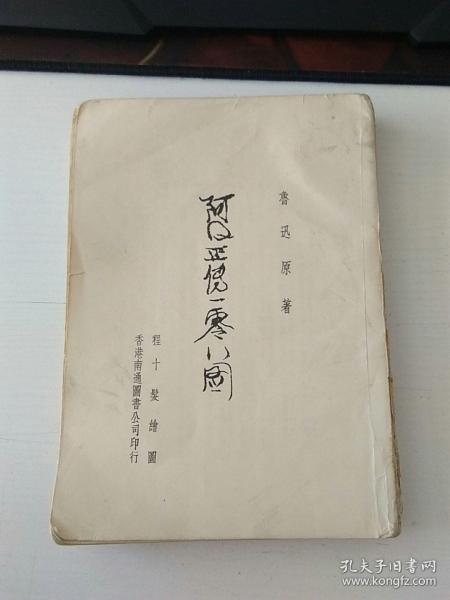 魯迅原著
阿Q正傳一零八圖
程十髮繪圖
香港南通圖書公司印行
孔夫子旧书网
www.kongfz.com